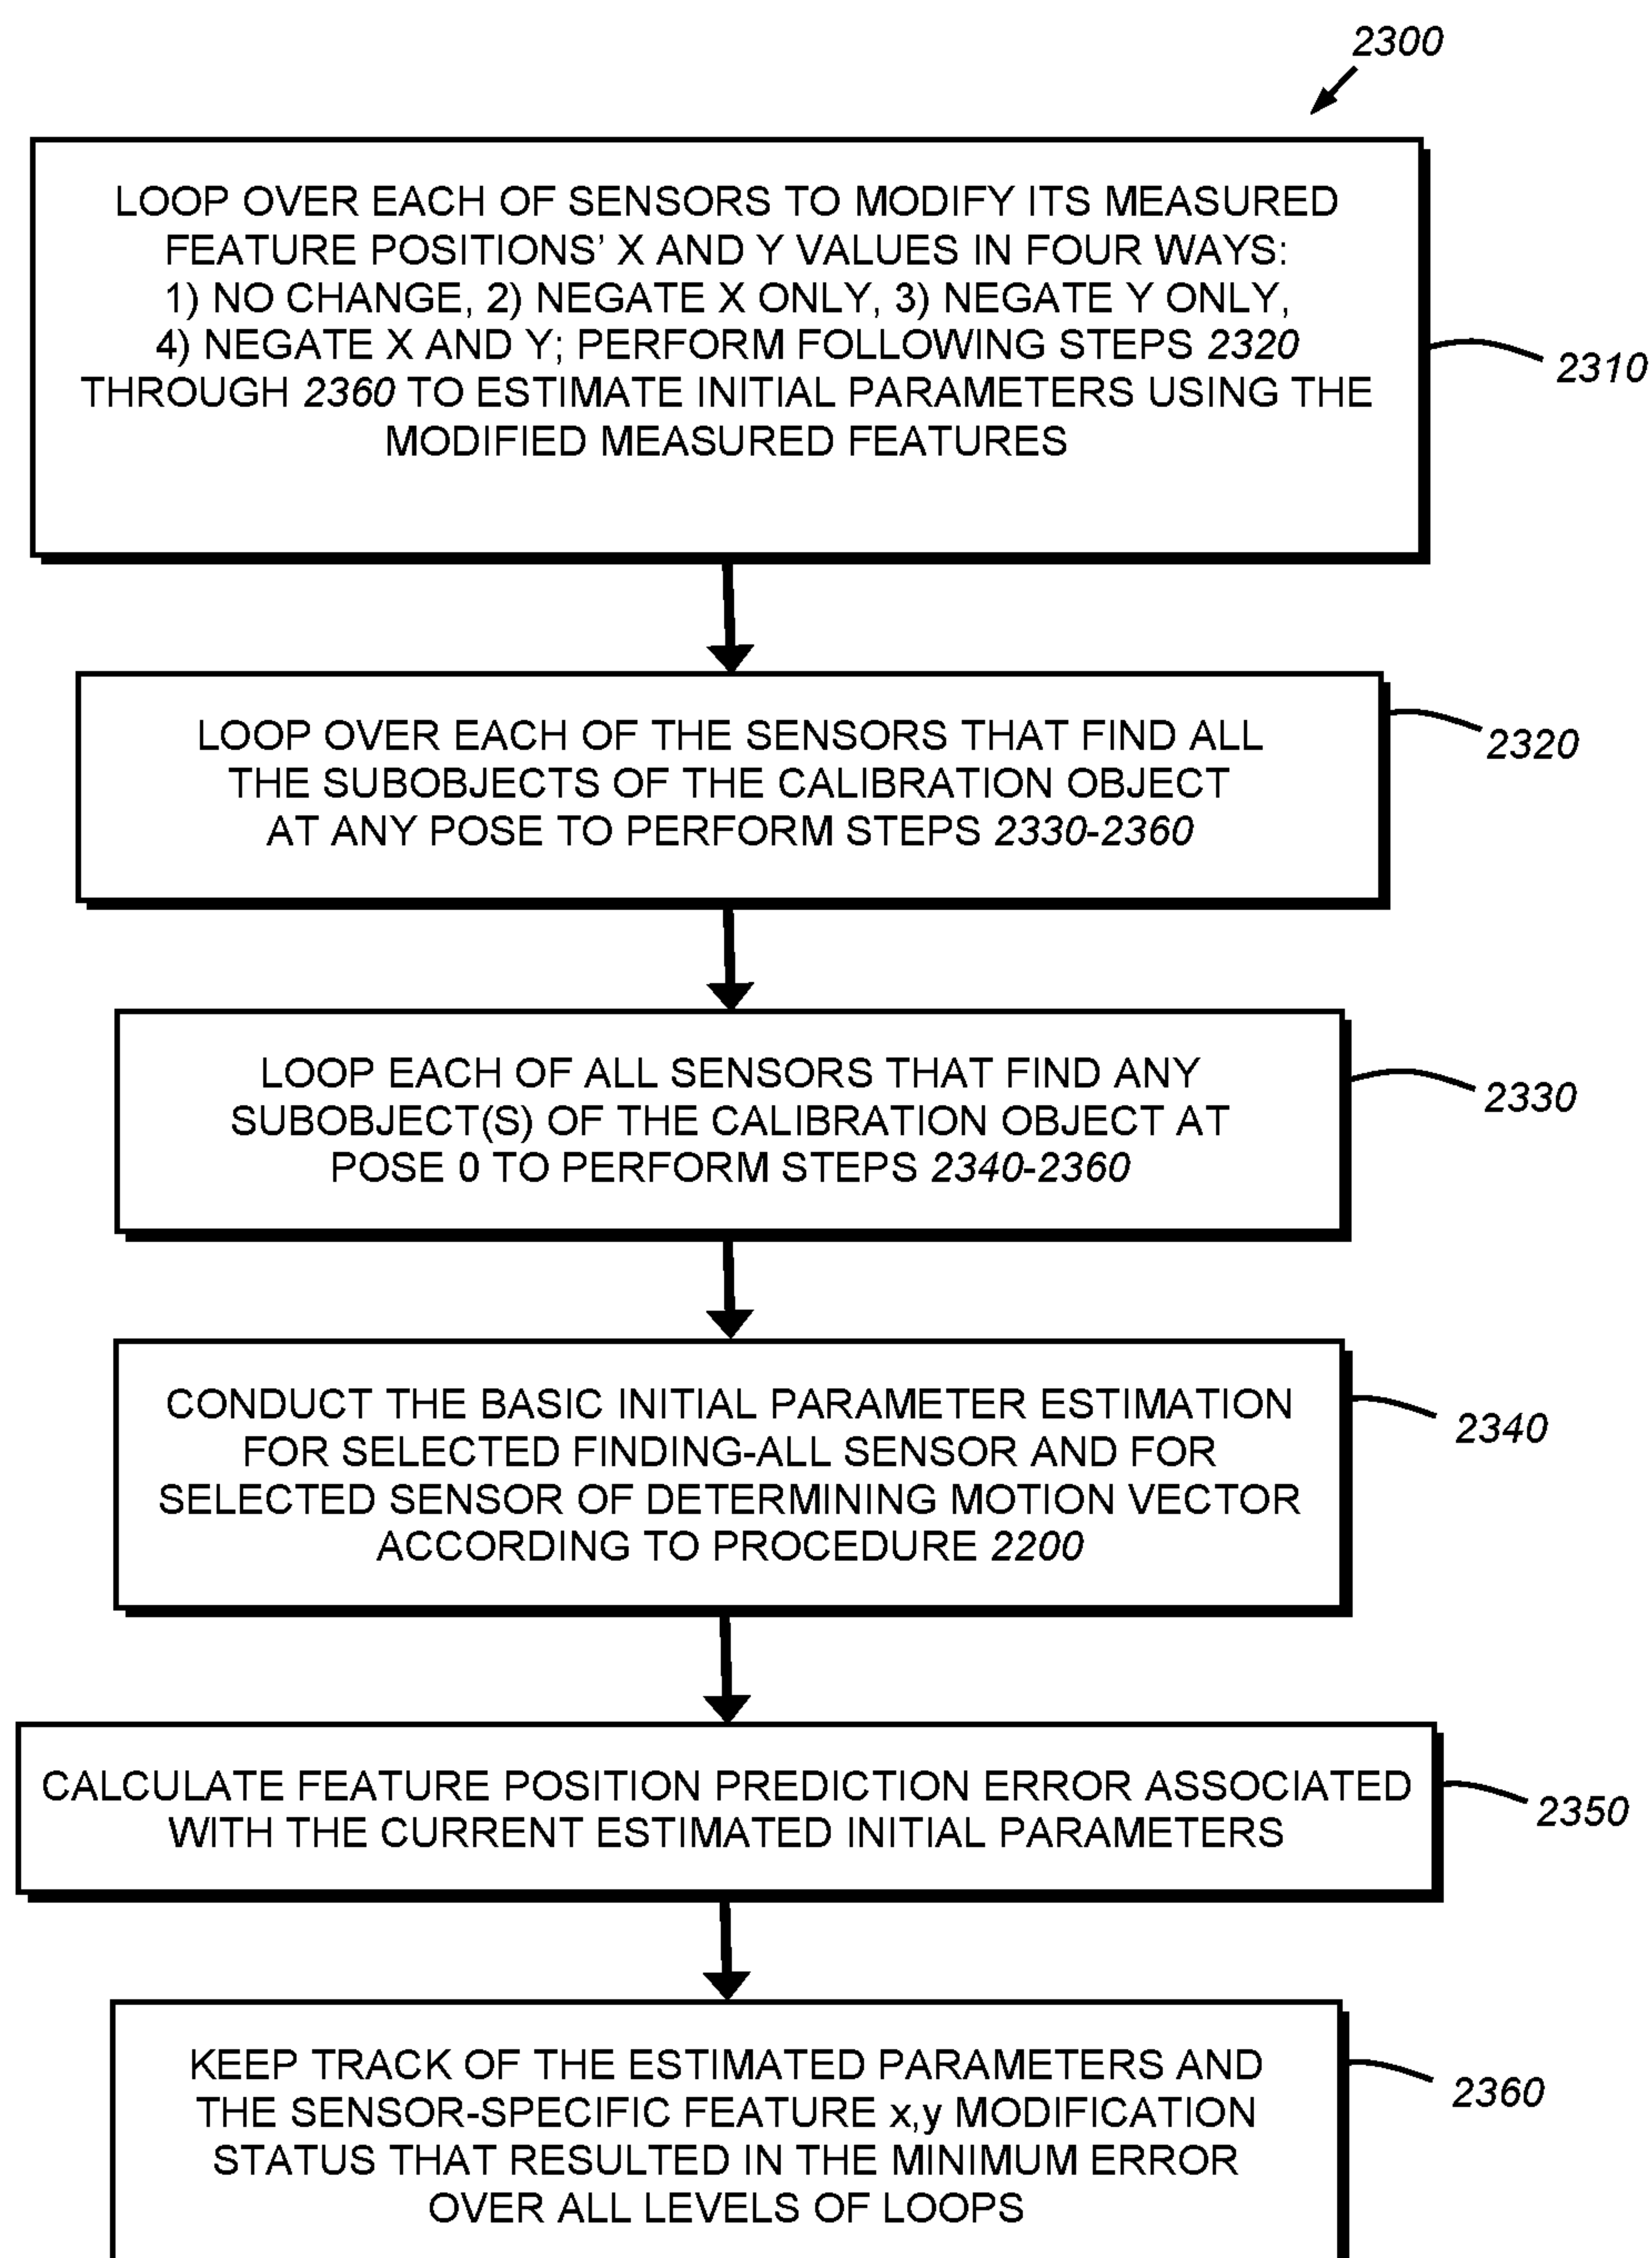 2300
LOOP OVER EACH OF SENSORS TO MODIFY ITS MEASURED
FEATURE POSITIONS’ X AND Y VALUES IN FOUR WAYS:
1) NO CHANGE, 2) NEGATE X ONLY, 3) NEGATE Y ONLY,
4) NEGATE X AND Y; PERFORM FOLLOWING STEPS 2320
THROUGH 2360 TO ESTIMATE INITIAL PARAMETERS USING THE
MODIFIED MEASURED FEATURES
2310
LOOP OVER EACH OF THE SENSORS THAT FIND ALL
THE SUBOBJECTS OF THE CALIBRATION OBJECT
AT ANY POSE TO PERFORM STEPS 2330-2360
2320
LOOP EACH OF ALL SENSORS THAT FIND ANY
SUBOBJECT(S) OF THE CALIBRATION OBJECT AT
POSE 0 TO PERFORM STEPS 2340-2360
2330
CONDUCT THE BASIC INITIAL PARAMETER ESTIMATION
FOR SELECTED FINDING-ALL SENSOR AND FOR
SELECTED SENSOR OF DETERMINING MOTION VECTOR
ACCORDING TO PROCEDURE 2200
2340
CALCULATE FEATURE POSITION PREDICTION ERROR ASSOCIATED
WITH THE CURRENT ESTIMATED INITIAL PARAMETERS
2350
KEEP TRACK OF THE ESTIMATED PARAMETERS AND
THE SENSOR-SPECIFIC FEATURE x,y MODIFICATION
STATUS THAT RESULTED IN THE MINIMUM ERROR
OVER ALL LEVELS OF LOOPS
2360